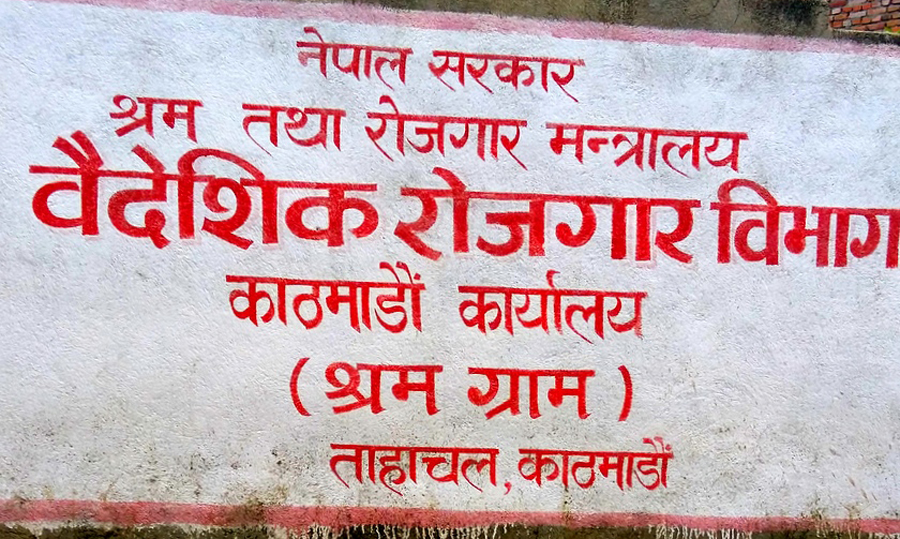 नेपाल सरकार
श्रम तथा रोजगार मन्त्रालय
वैदेशिक रोजगार विभाग
काठमाडौं कार्यालय
(श्रम ग्राम)
ताहाचल, काठमाडौं